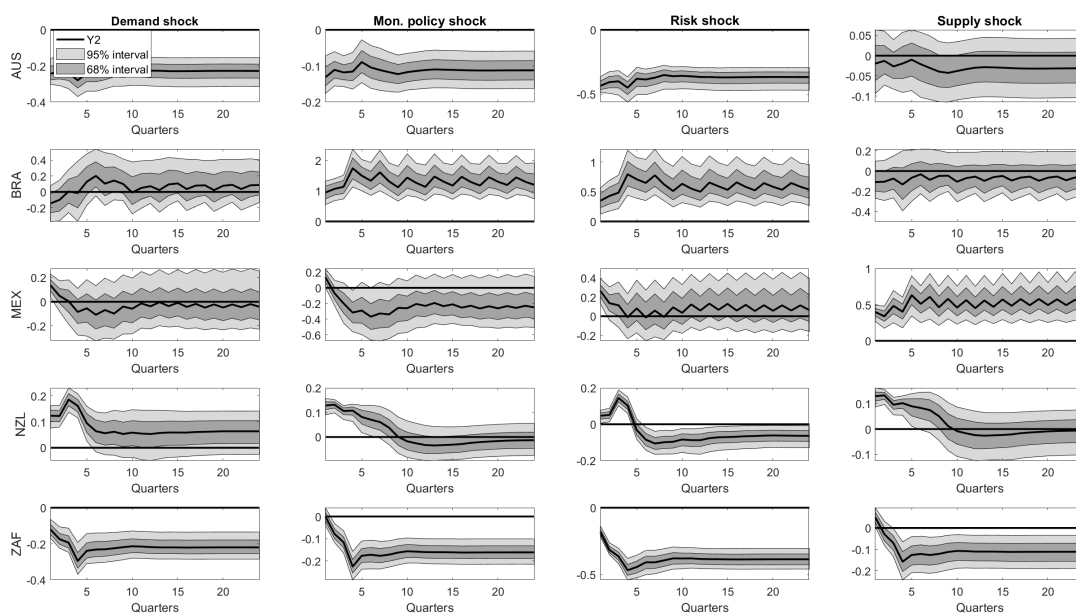 Demand shock Mon. policy shock Risk shock Supply shock
Y2
95% interval
68% interval
AUS
0
-0.2
-0.4
5 10 15 20
Quarters
0
-0.1
-0.2
5 10 15 20
Quarters
0
-0.5
5 10 15 20
Quarters
0.05
0
-0.05
-0.1
5 10 15 20
Quarters
BRA
0.4
0.2
0
-0.2
5 10 15 20
Quarters
2
1
0
5 10 15 20
Quarters
1
0.5
0
5 10 15 20
Quarters
0.2
0
-0.2
-0.4
5 10 15 20
Quarters
MEX
0.2
0
-0.2
5 10 15 20
Quarters
0.2
0
-0.2
-0.4
-0.6
5 10 15 20
Quarters
0.4
0.2
0
-0.2
5 10 15 20
Quarters
1
0.5
0
5 10 15 20
Quarters
NZL
0.2
0.1
0
5 10 15 20
Quarters
0.2
0.1
0
5 10 15 20
Quarters
0.2
0
-0.2
5 10 15 20
Quarters
0.1
0
-0.1
5 10 15 20
Quarters
ZAF
0
-0.2
-0.4
5 10 15 20
Quarters
0
-0.1
-0.2
5 10 15 20
Quarters
0
-0.5
5 10 15 20
Quarters
0
-0.1
-0.2
5 10 15 20
Quarters